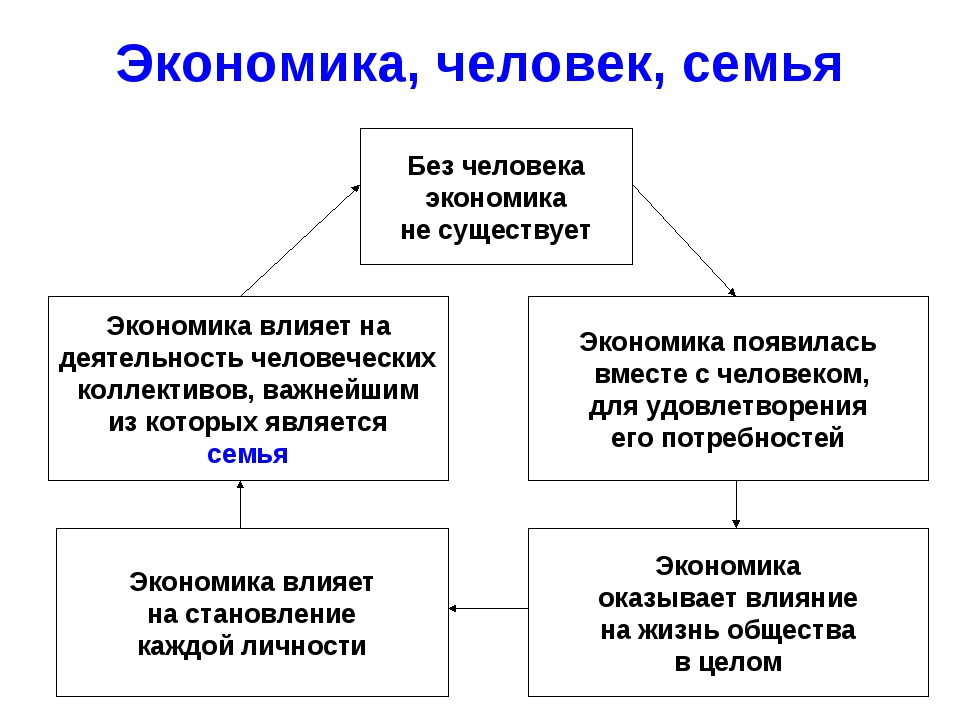 Экономика, человек, семья
Без человека
экономика
не существует
Экономика появилась
вместе с человеком,
для удовлетворения
его потребностей
Экономика
оказывает влияние
на жизнь общества
в целом
Экономика влияет
на становление
каждой личности
Экономика влияет на
деятельность человеческих
коллективов, важнейшим
из которых является
семья